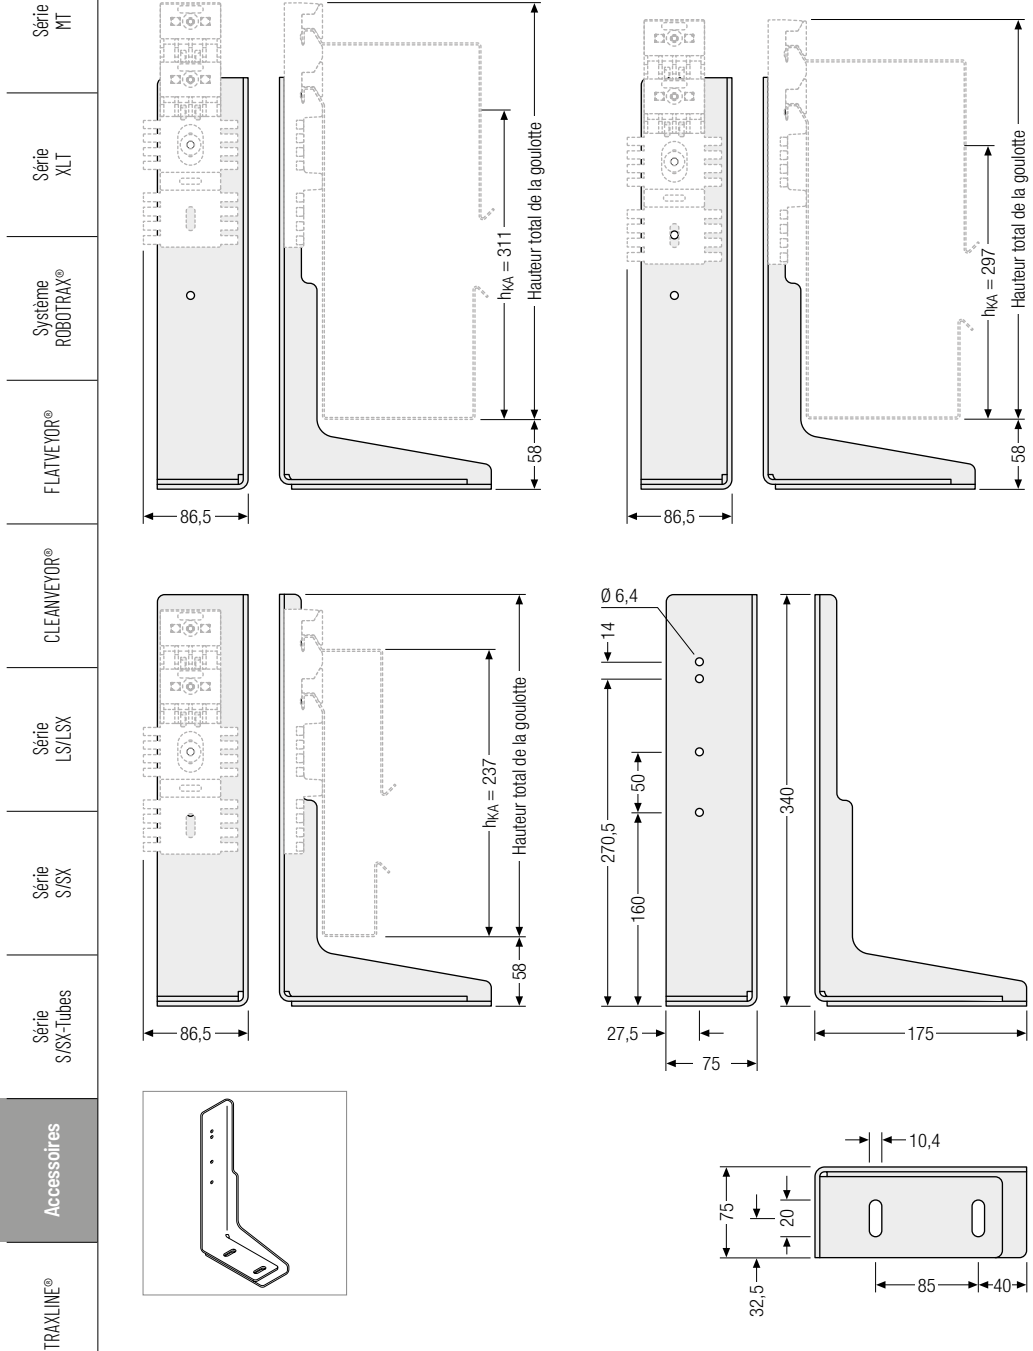 Série
MT
Série
XLT
Système
ROBOTRAX®
FLATVEYOR®
CLEANVEYOR®
Série
LS/LSX
Série
S/SX
Série
S/SX-Tubes
Accessoires
TRAXLINE®
hKA = 311
Hauteur total de la goulotte
58
86,5
hKA = 297
Hauteur total de la goulotte
58
86,5
hKA = 237
Hauteur total de la goulotte
58
86,5
Ø 6,4
14
50
270,5
160
340
27,5
75
175
10,4
75
20
32,5
85
40